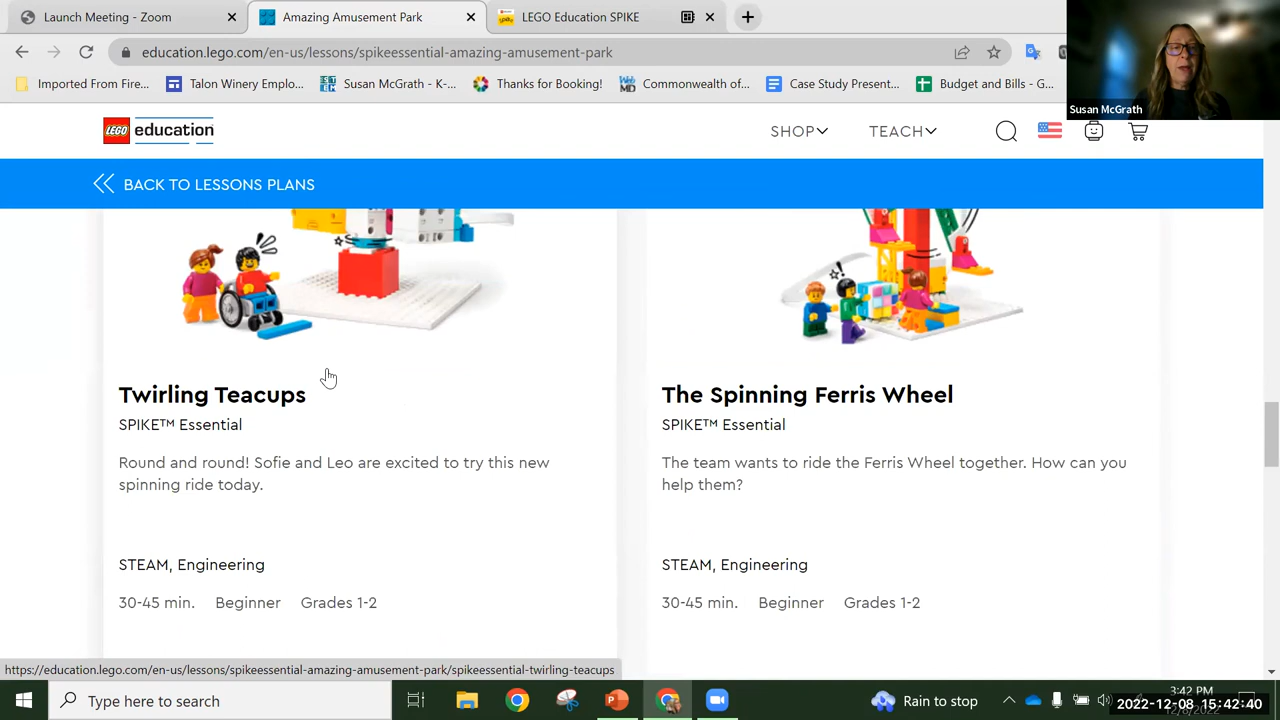 Launch Meeting - Zoom
Amazing Amusement Park
LEGO Education SPIKE
education.lego.com/en-us/lessons/spikeessential-amazing-amusement-park
Imported From Fire...
Talon Winery Emplo...
Susan McGrath - K-...
Thanks for Booking!
Commonwealth of...
Case Study Present...
Budget and Bills - G...
Susan McGrath
LEGO education
SHOP
TEACH
BACK TO LESSONS PLANS
Twirling Teacups
SPIKE™ Essential
Round and round! Sofie and Leo are excited to try this new
spinning ride today.
STEAM, Engineering
30-45 min. Beginner Grades 1-2
The Spinning Ferris Wheel
SPIKE™ Essential
The team wants to ride the Ferris Wheel together. How can you
help them?
STEAM, Engineering
30-45 min. Beginner Grades 1-2
https://education.lego.com/en-us/lessons/spikeessential-amazing-amusement-park/spikeessential-twirling-teacups
Type here to search
Rain to stop
3:42 PM
2022-12-08 15:42:40